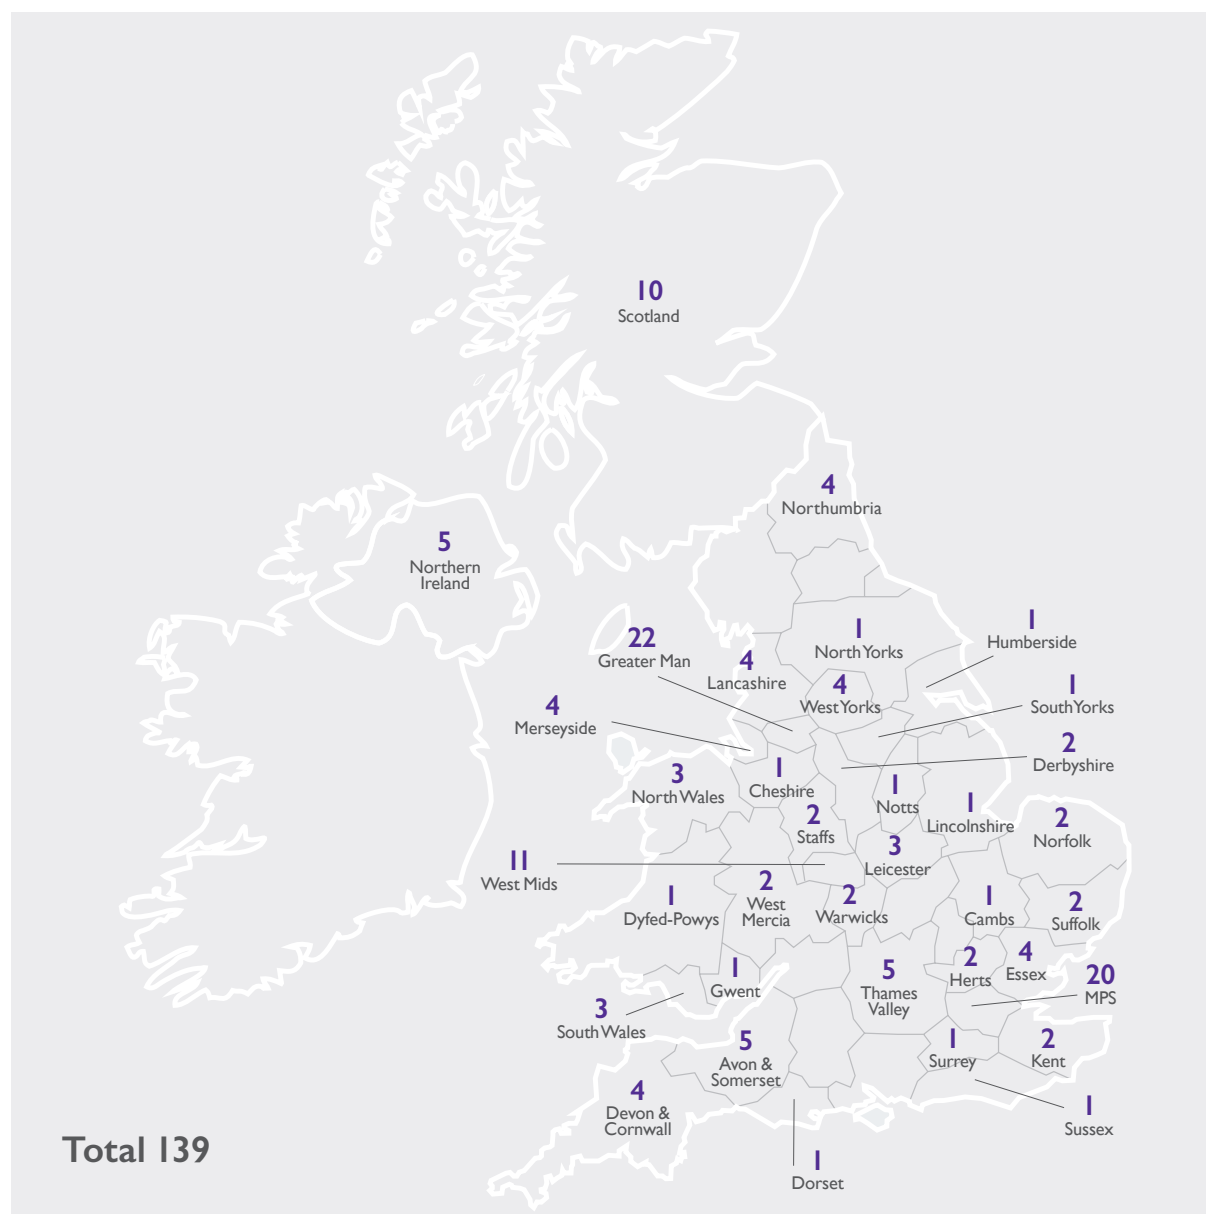 10
Scotland
4
Northumbria
5
Northern
Ireland
1
Humberside
22
Greater Man
1
North Yorks
4
Lancashire
4
West Yorks
1
South Yorks
4
Merseyside
2
Derbyshire
3
North Wales
1
Cheshire
1
Notts
1
Lincolnshire
2
Staffs
2
Norfolk
3
Leicester
11
West Mids
1
Dyfed-Powys
2
West
Mercia
2
Warwicks
1
Cambs
2
Suffolk
1
Gwent
5
Thames
Valley
2
Herts
4
Essex
20
MPS
3
South Wales
5
Avon &
Somerset
1
Surrey
2
Kent
4
Devon &
Cornwall
1
Sussex
Total 139
1
Dorset